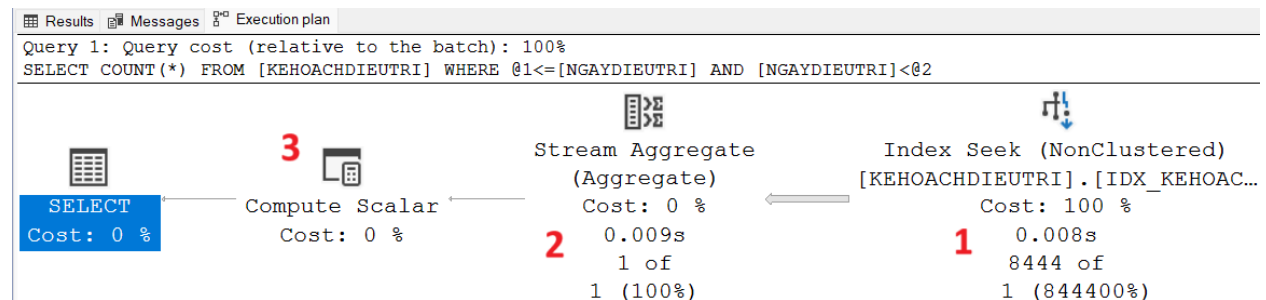 Results Messages Execution plan
Query 1: Query cost (relative to the batch): 100%
SELECT COUNT(*) FROM [KEHOACHDIEUTRI] WHERE @1<=[NGAYDIEUTRI] AND [NGAYDIEUTRI]<@2
SELECT
Cost: 0 %
3
Compute Scalar
Cost: 0 %
Stream Aggregate
(Aggregate)
Cost: 0 %
0.009s
2
1 of
1 (100%)
Index Seek (NonClustered)
[KEHOACHDIEUTRI].[IDX_KEHOAC…
Cost: 100 %
0.008s
1
8444 of
1 (844400%)